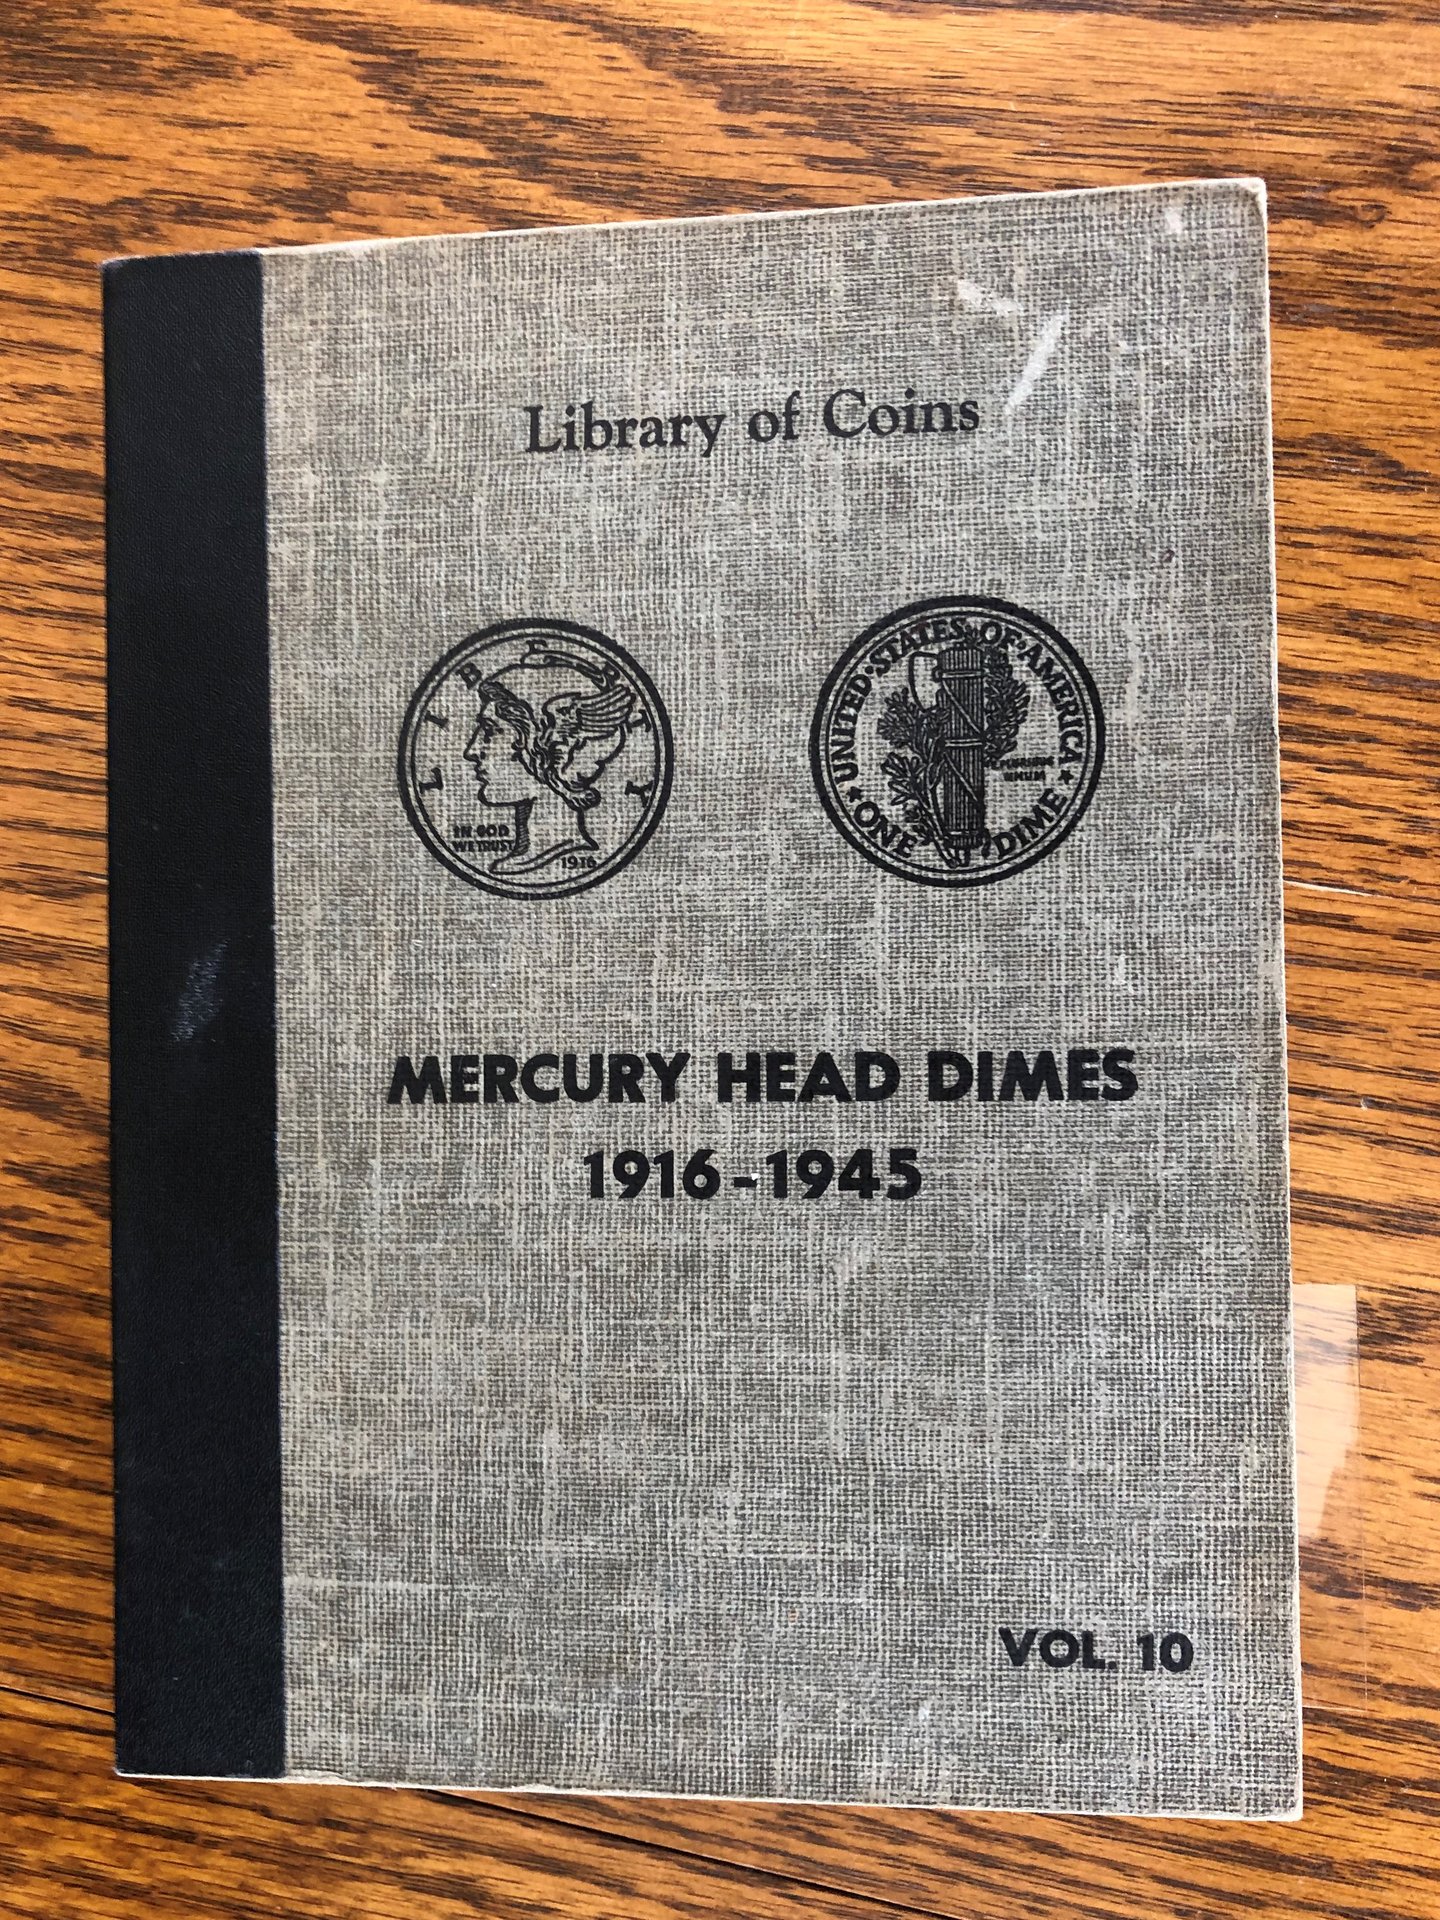 Library of Coins
LIBERTY
IN GOD
WE TRUST
1916
UNITED·STATES OF·AMERICA
E PLURIBUS
UNUM
★ONE DIME★
MERCURY HEAD DIMES
1916-1945
VOL. 10